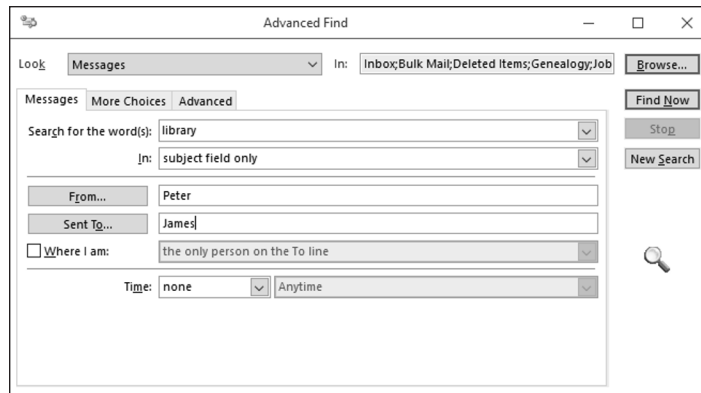 Advanced Find
Look Messages In: Inbox;Bulk Mail;Deleted Items;Genealogy;Job Browse...
Messages More Choices Advanced Find Now
Search for the word(s): library Stop
In: subject field only New Search
From... Peter
Sent To... James
Where I am: the only person on the To line
Time: none Anytime